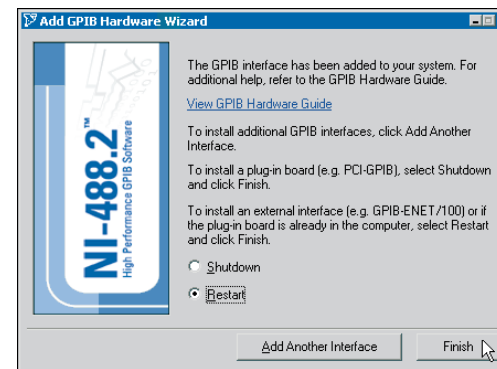 Add GPIB Hardware Wizard
NI-488.2™
High Performance GPIB Software
The GPIB interface has been added to your system. For
additional help, refer to the GPIB Hardware Guide.
View GPIB Hardware Guide
To install additional GPIB interfaces, click Add Another
Interface.
To install a plug-in board (e.g. PCI-GPIB), select Shutdown
and click Finish.
To install an external interface (e.g. GPIB-ENET/100) or if
the plug-in board is already in the computer, select Restart
and click Finish.
Shutdown
Restart
Add Another Interface
Finish